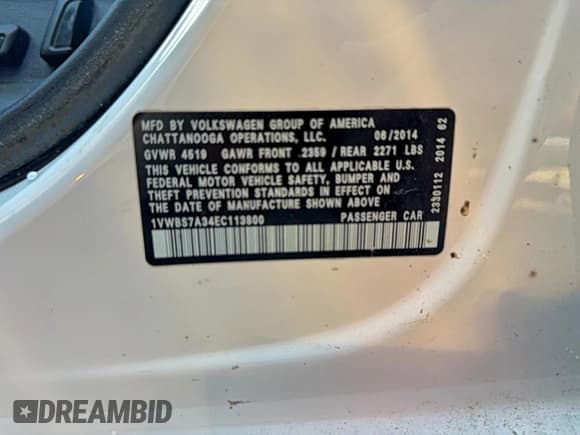 MFD BY VOLKSWAGEN GROUP OF AMERICA
CHATTANOOGA OPERATIONS, LLC. 06/2014
GVWR 4519 GAWR FRONT 2359 / REAR 2271 LBS
THIS VEHICLE CONFORMS TO ALL APPLICABLE U.S.
FEDERAL MOTOR VEHICLE SAFETY, BUMPER AND
THEFT PREVENTION STANDARDS IN EFFECT ON
THE DATE OF MANUFACTURE SHOWN ABOVE.
1VWBS7A34EC113800 PASSENGER CAR
2330112 2014 62
DREAMBID